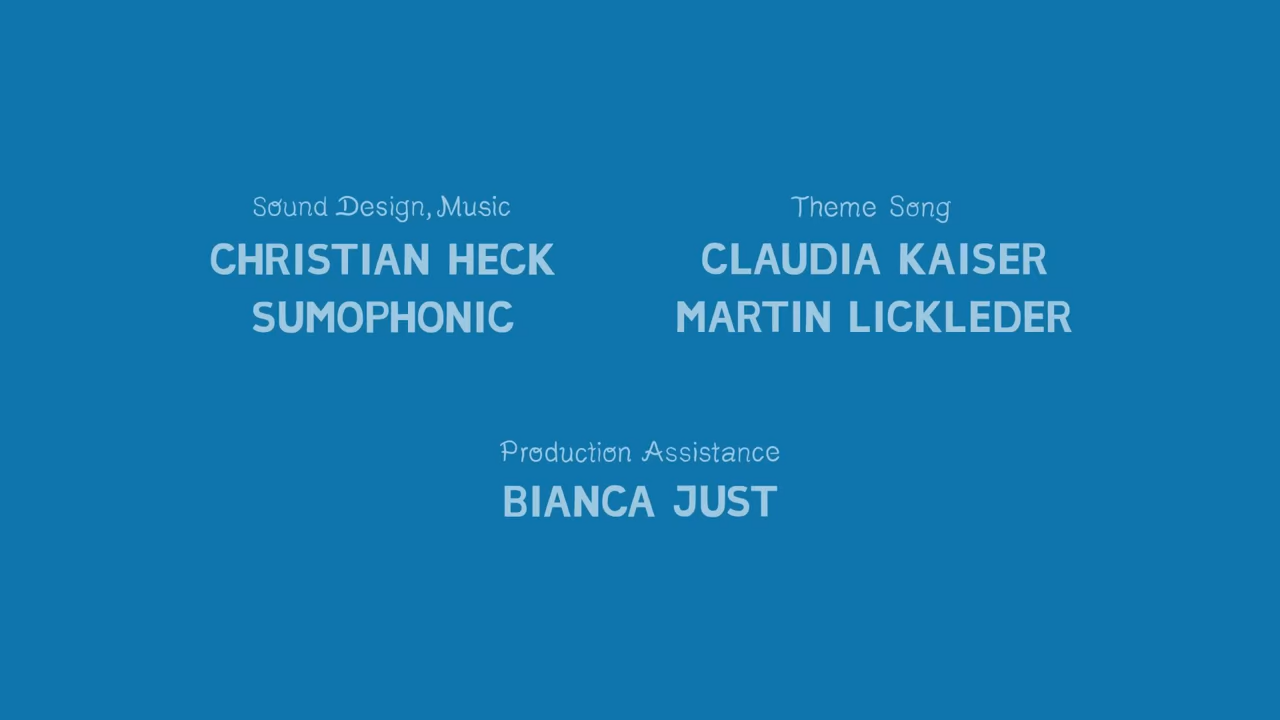 Sound Design, Music
CHRISTIAN HECK
SUMOPHONIC
Theme Song
CLAUDIA KAISER
MARTIN LICKLEDER
Production Assistance
BIANCA JUST